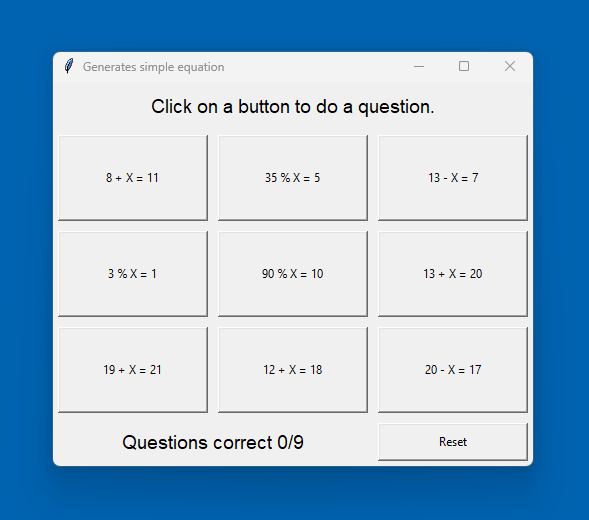 Generates simple equation
Click on a button to do a question.
8 + X = 11
35 % X = 5
13 - X = 7
3 % X = 1
90 % X = 10
13 + X = 20
19 + X = 21
12 + X = 18
20 - X = 17
Questions correct 0/9
Reset